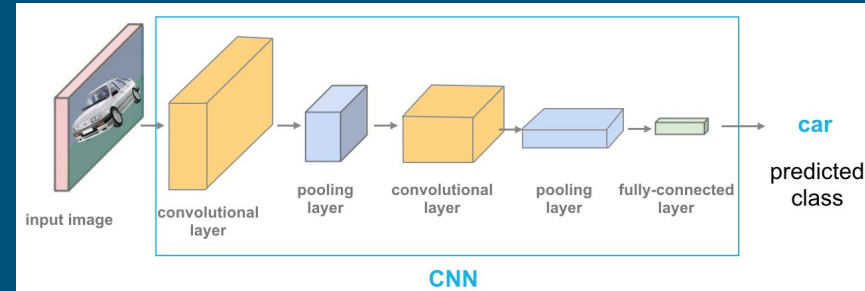 input image
convolutional
layer
pooling
layer
convolutional
layer
pooling
layer
fully-connected
layer
car
predicted
class
CNN